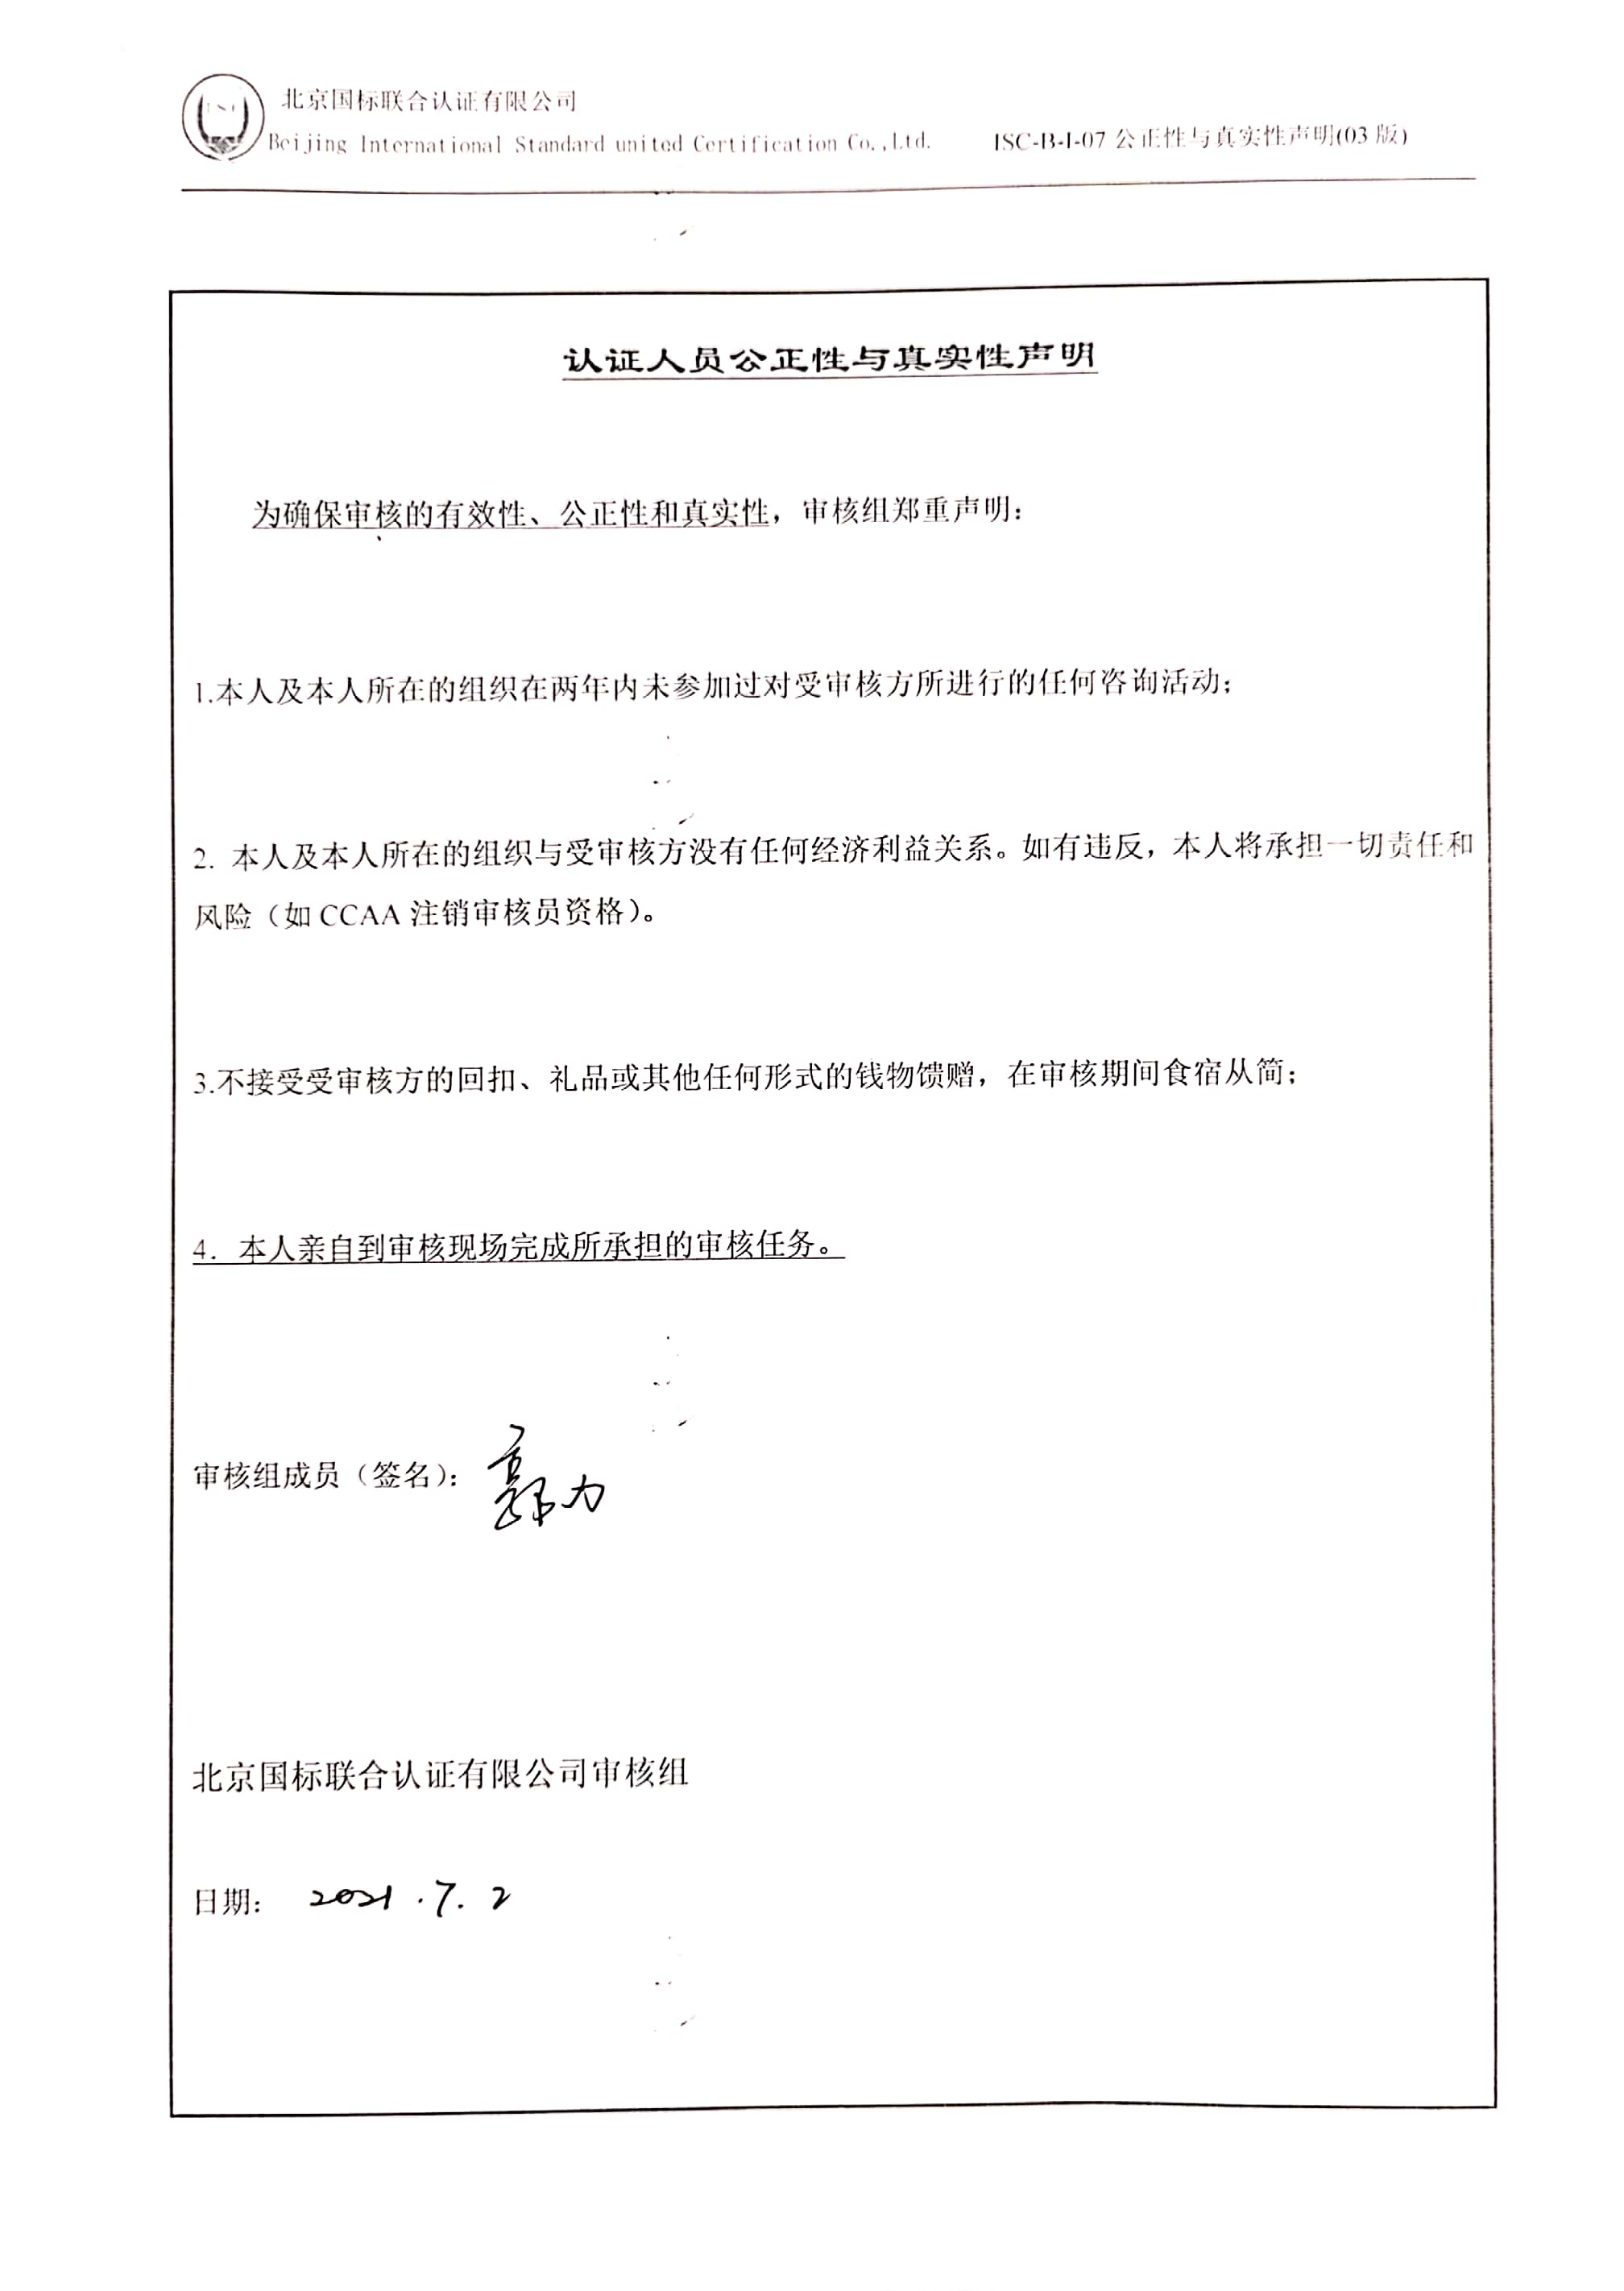 北京国标联合认证有限公司
Beijing International Standard united Certification Co.,Ltd. ISC-B-I-07 公正性与真实性声明(03 版)
认证人员公正性与真实性声明
为确保审核的有效性、公正性和真实性，审核组郑重声明：
1.本人及本人所在的组织在两年内未参加过对受审核方所进行的任何咨询活动；
2. 本人及本人所在的组织与受审核方没有任何经济利益关系。如有违反，本人将承担一切责任和
风险（如 CCAA 注销审核员资格）。
3.不接受受审核方的回扣、礼品或其他任何形式的钱物馈赠，在审核期间食宿从简；
4. 本人亲自到审核现场完成所承担的审核任务。
审核组成员（签名）： 郭力
北京国标联合认证有限公司审核组
日期： 2021.7.2